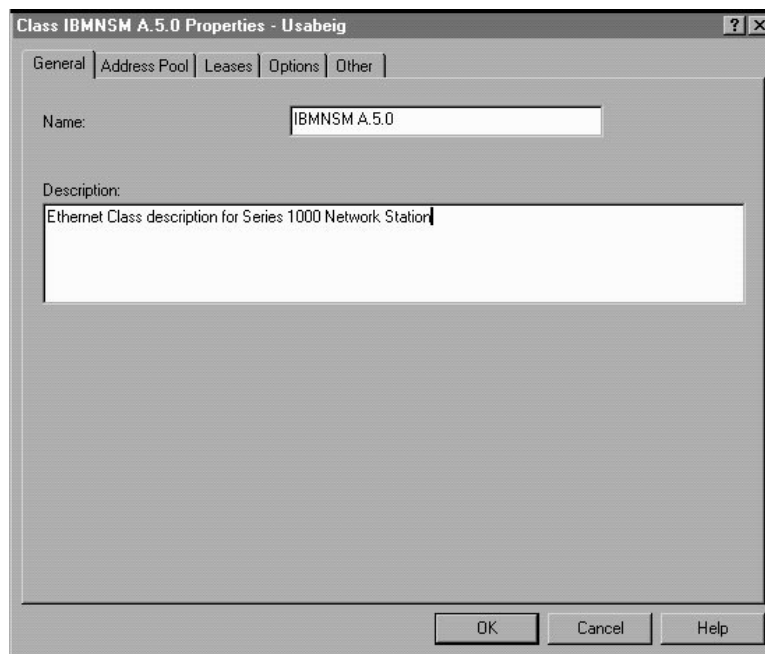 Class IBMNSM A.5.0 Properties - Usabeig
General Address Pool Leases Options Other
Name: IBMNSM A.5.0
Description:
Ethernet Class description for Series 1000 Network Station
OK Cancel Help